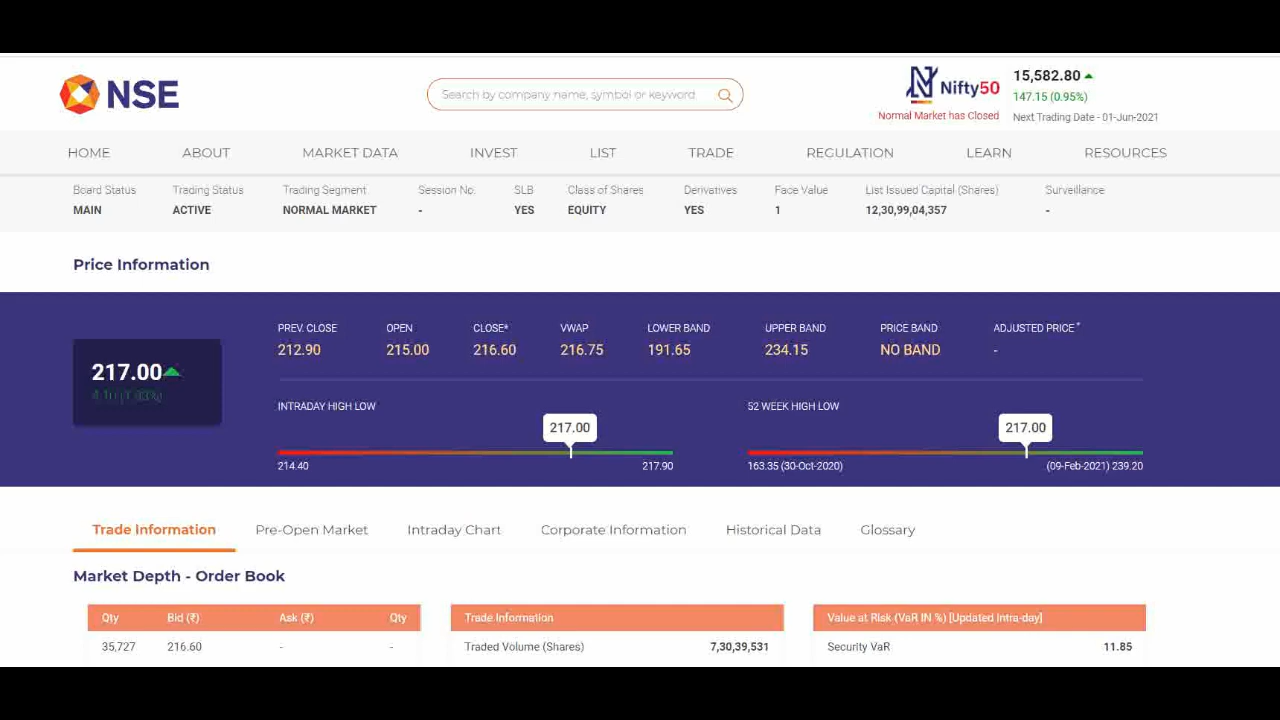 NSE
Search by company name, symbol or keyword
Nifty50
15,582.80
147.15 (0.95%)
Normal Market has Closed
Next Trading Date - 01-Jun-2021
HOME ABOUT MARKET DATA INVEST LIST TRADE REGULATION LEARN RESOURCES
Board Status Trading Status Trading Segment Session No. SLB Class of Shares Derivatives Face Value List Issued Capital (Shares) Surveillance
MAIN ACTIVE NORMAL MARKET - YES EQUITY YES 1 12,30,99,04,357 -
Price Information
PREV. CLOSE OPEN CLOSE* VWAP LOWER BAND UPPER BAND PRICE BAND ADJUSTED PRICE*
212.90 215.00 216.60 216.75 191.65 234.15 NO BAND -
217.00
4.10 (1.93%)
INTRADAY HIGH LOW 52 WEEK HIGH LOW
217.00 217.00
214.40 217.90 163.35 (30-Oct-2020) (09-Feb-2021) 239.20
Trade Information Pre-Open Market Intraday Chart Corporate Information Historical Data Glossary
Market Depth - Order Book
Qty Bid (₹) Ask (₹) Qty Trade Information Value at Risk (VaR IN %) [Updated Intra-day]
35,727 216.60 - - Traded Volume (Shares) 7,30,39,531 Security VaR 11.85